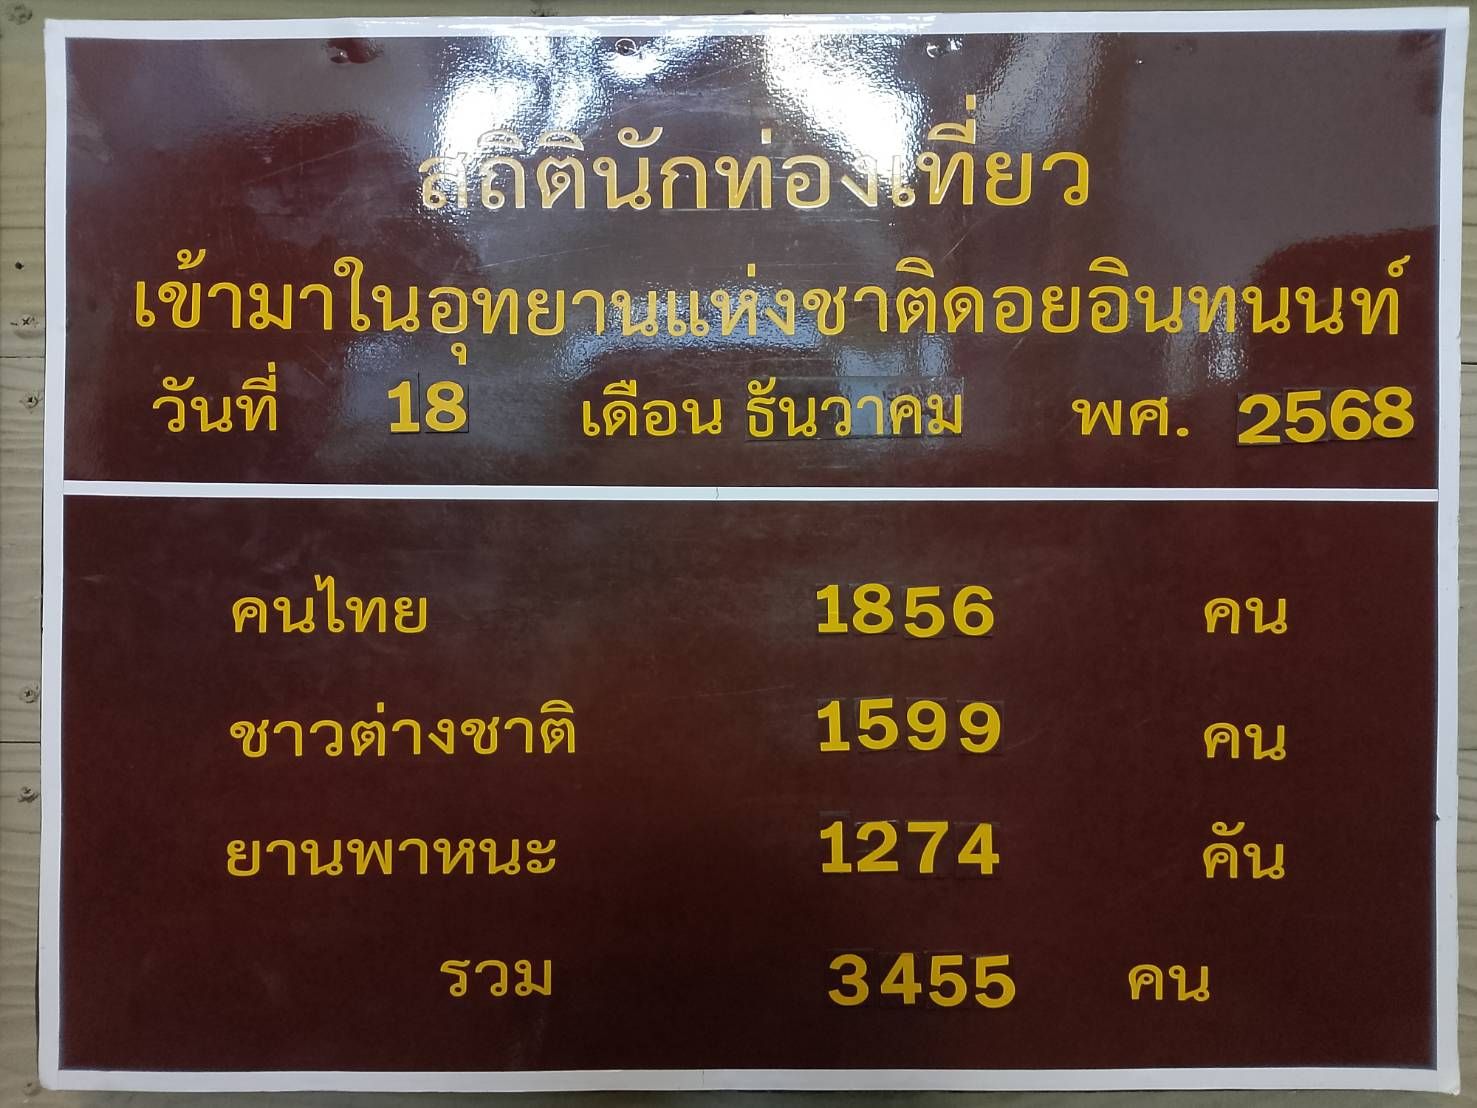 สถิตินักท่องเที่ยว
เข้ามาในอุทยานแห่งชาติดอยอินทนนท์
วันที่ 18 เดือน ธันวาคม พศ. 2568
คนไทย 1856 คน
ชาวต่างชาติ 1599 คน
ยานพาหนะ 1274 คัน
รวม 3455 คน